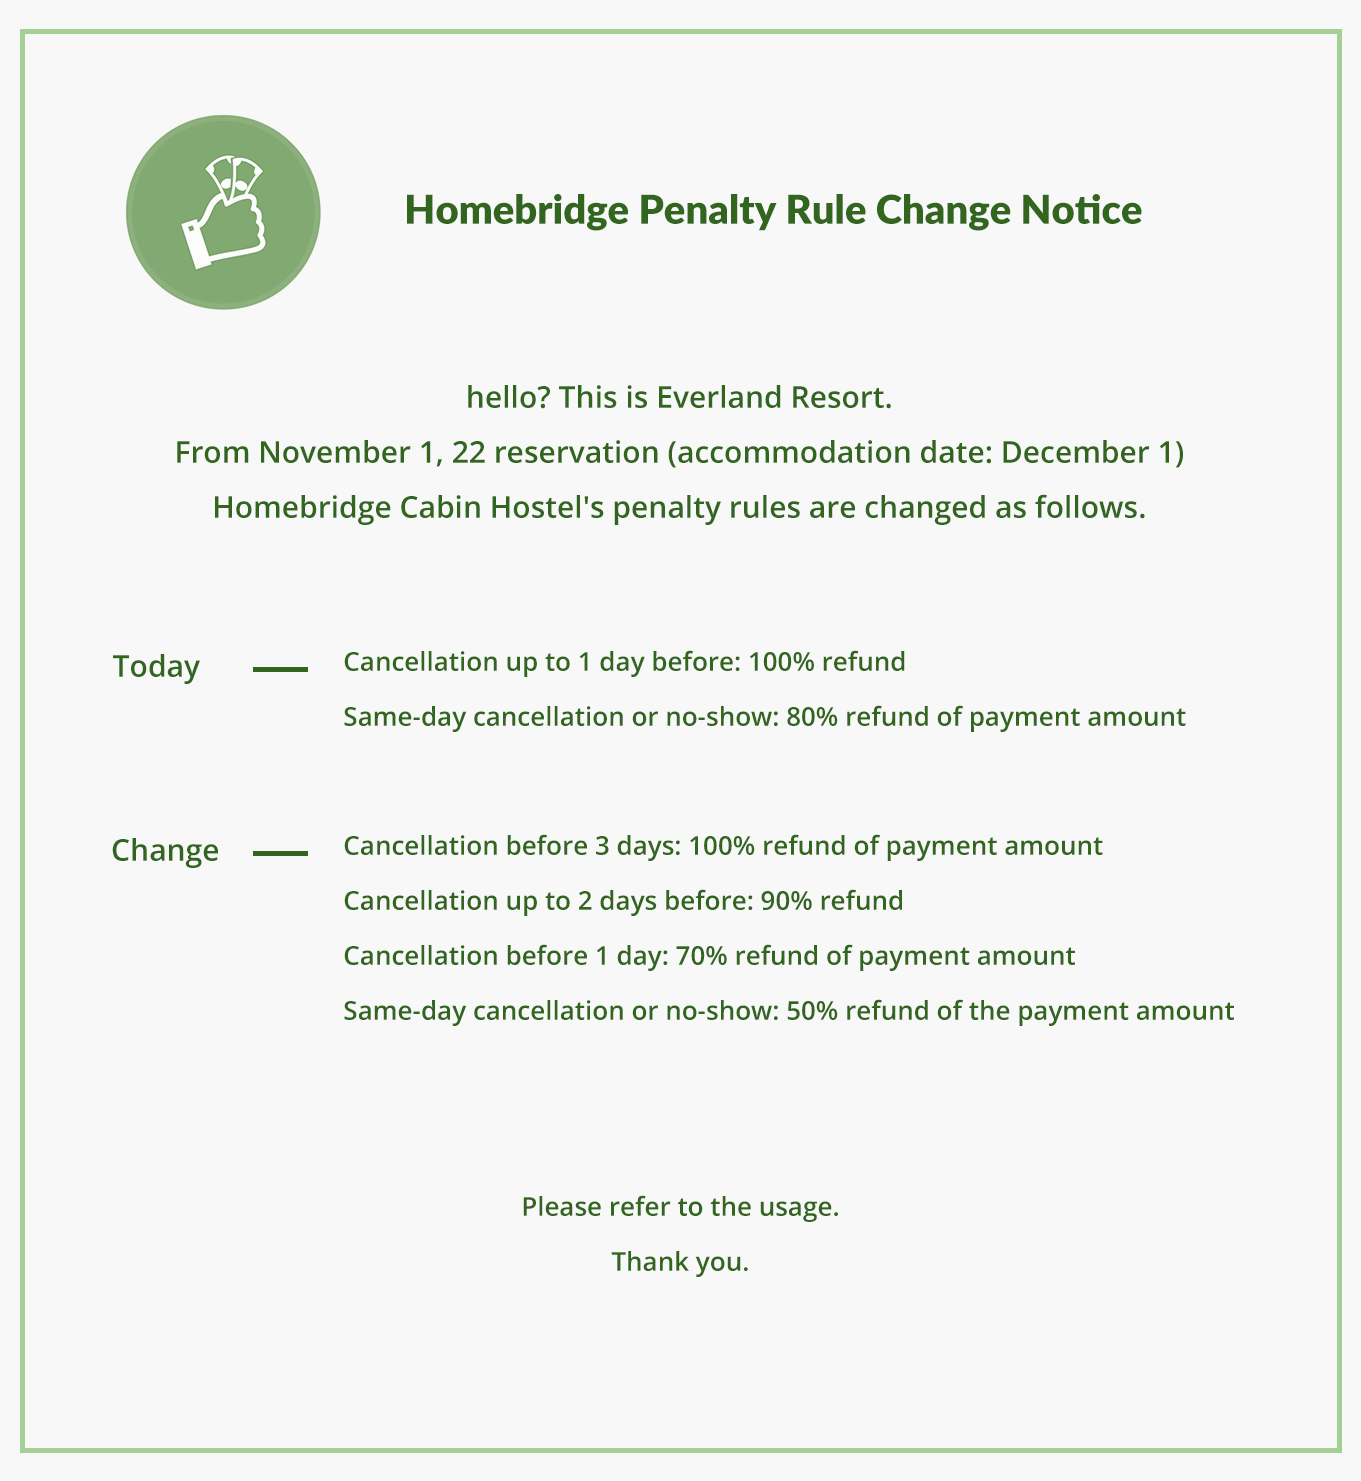 Homebridge Penalty Rule Change Notice
hello? This is Everland Resort.
From November 1, 22 reservation (accommodation date: December 1)
Homebridge Cabin Hostel's penalty rules are changed as follows.
Today
Cancellation up to 1 day before: 100% refund
Same-day cancellation or no-show: 80% refund of payment amount
Change
Cancellation before 3 days: 100% refund of payment amount
Cancellation up to 2 days before: 90% refund
Cancellation before 1 day: 70% refund of payment amount
Same-day cancellation or no-show: 50% refund of the payment amount
Please refer to the usage.
Thank you.